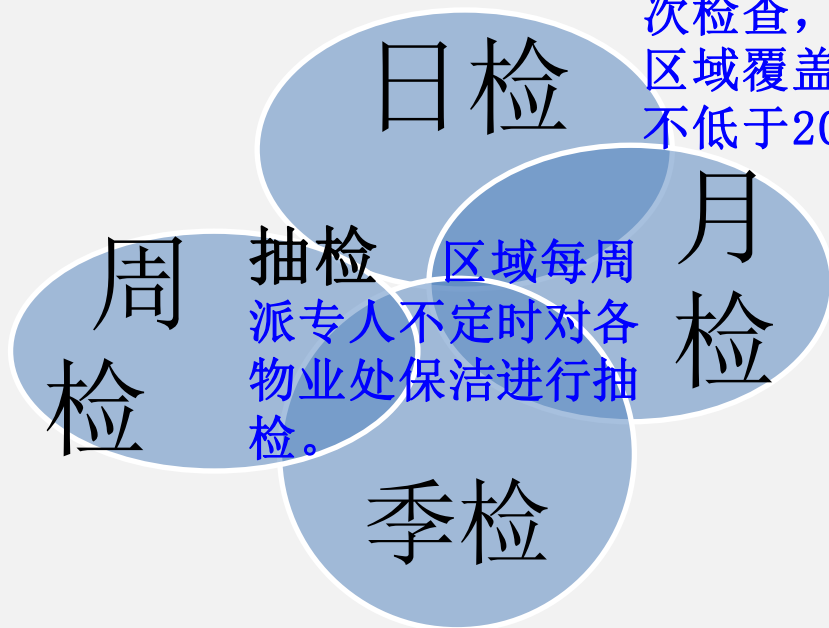 次检查，
区域覆盖
不低于20
日检
月
检
周
检
抽检 区域每周
派专人不定时对各
物业处保洁进行抽
检。
季检